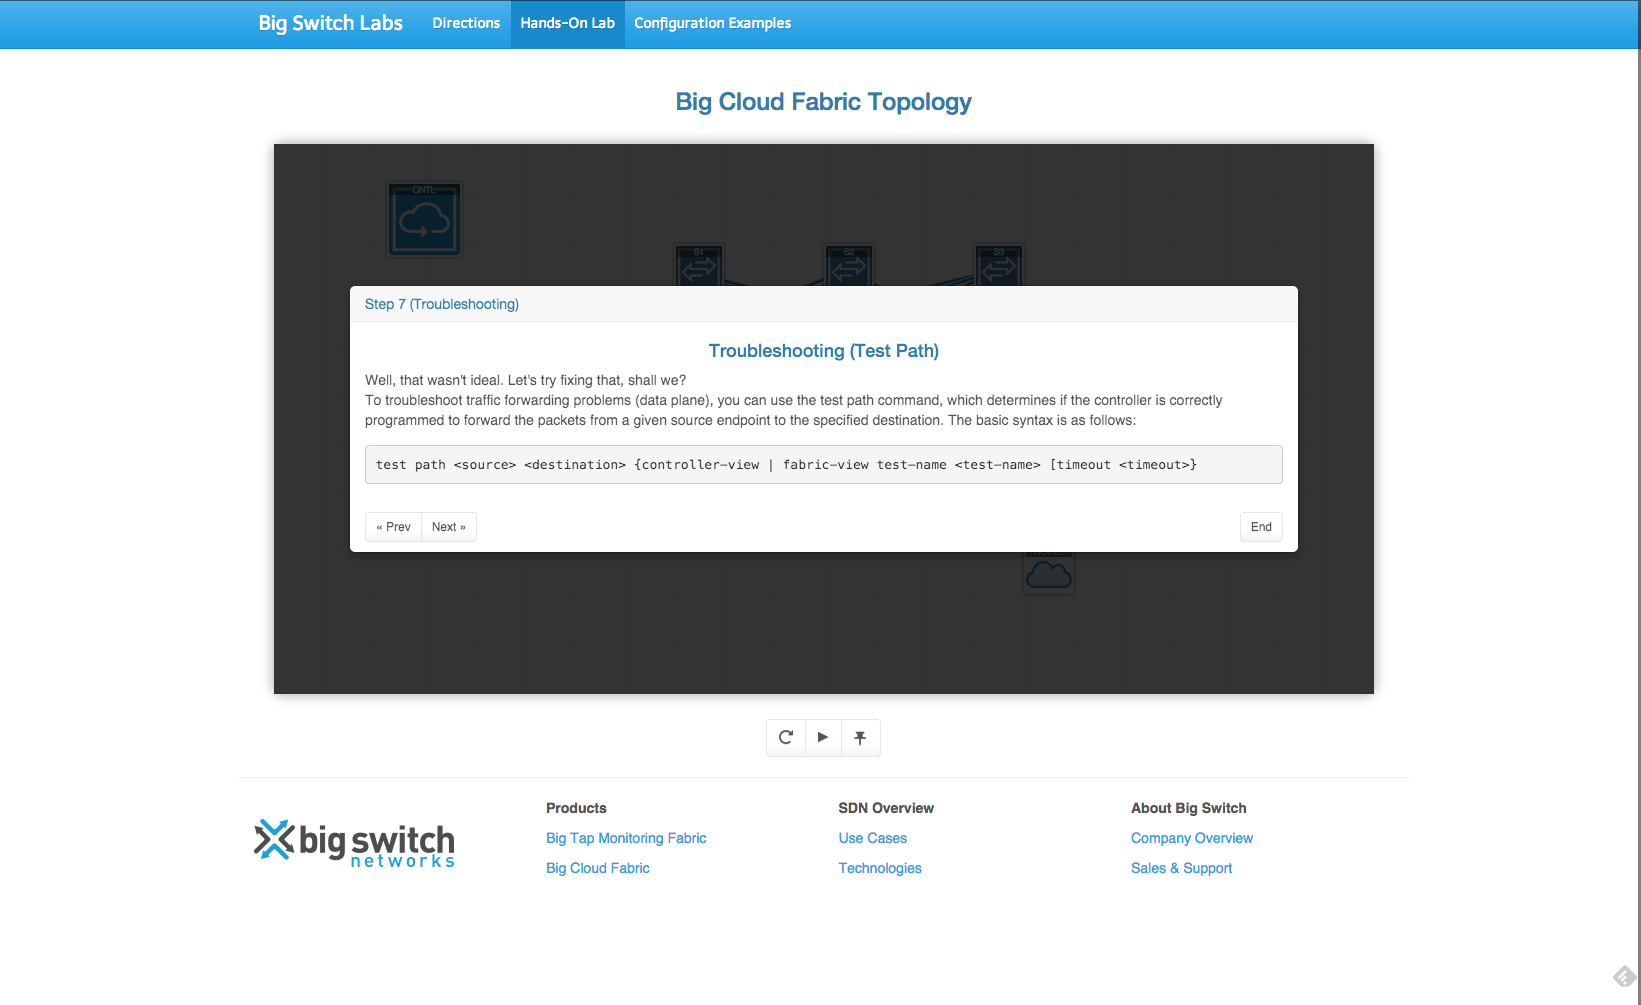 Big Switch Labs
Directions
Hands-On Lab
Configuration Examples
Big Cloud Fabric Topology
CNTL
S1
S2
S3
Step 7 (Troubleshooting)
Troubleshooting (Test Path)
Well, that wasn't ideal. Let's try fixing that, shall we?
To troubleshoot traffic forwarding problems (data plane), you can use the test path command, which determines if the controller is correctly
programmed to forward the packets from a given source endpoint to the specified destination. The basic syntax is as follows:
test path <source> <destination> {controller-view | fabric-view test-name <test-name> [timeout <timeout>}
« Prev
Next »
End
big switch
networks
Products
Big Tap Monitoring Fabric
Big Cloud Fabric
SDN Overview
Use Cases
Technologies
About Big Switch
Company Overview
Sales & Support